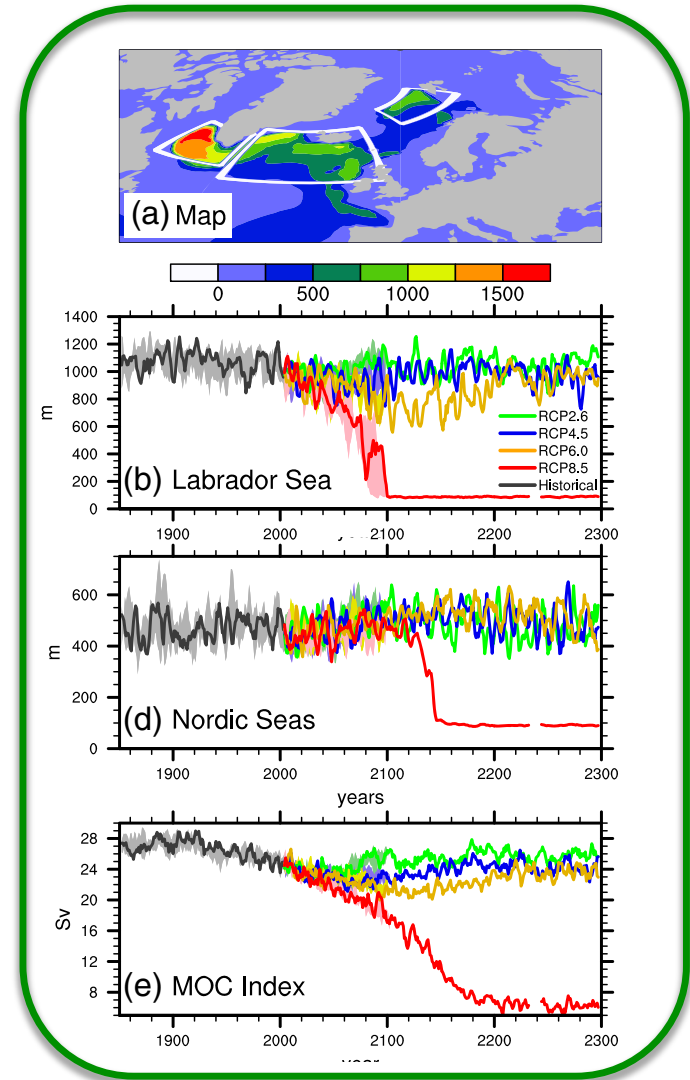 (a) Map
0 500 1000 1500
1400
1200
1000
800
600
400
200
0
m
RCP2.6
RCP4.5
RCP6.0
RCP8.5
Historical
(b) Labrador Sea
1900 2000 2100 2200 2300
600
400
200
0
m
(d) Nordic Seas
1900 2000 2100 2200 2300
years
28
24
20
16
12
8
Sv
(e) MOC Index
1900 2000 2100 2200 2300